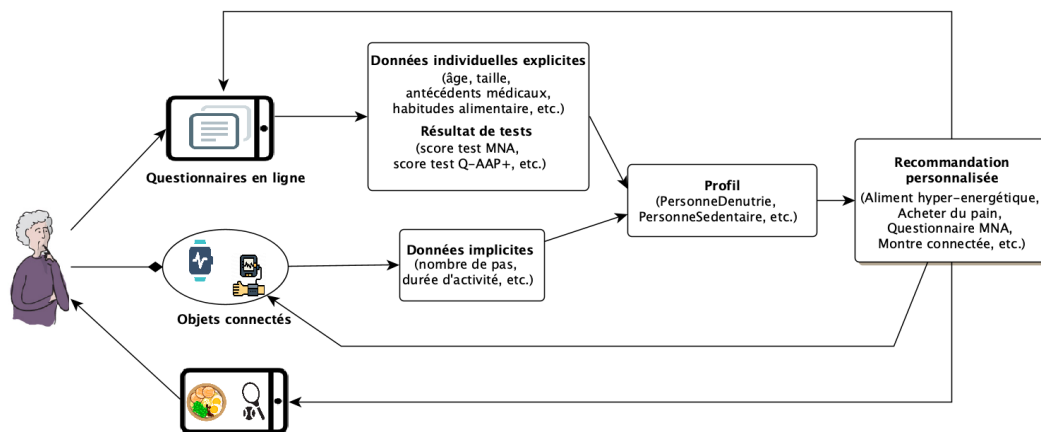 Données individuelles explicites
(âge, taille,
antécédents médicaux,
habitudes alimentaire, etc.)
Résultat de tests
(score test MNA,
score test Q-AAP+, etc.)
Questionnaires en ligne
Profil
(PersonneDenutrie,
PersonneSedentaire, etc.)
Recommandation
personnalisée
(Aliment hyper-energétique,
Acheter du pain,
Questionnaire MNA,
Montre connectée, etc.)
Données implicites
(nombre de pas,
durée d'activité, etc.)
Objets connectés